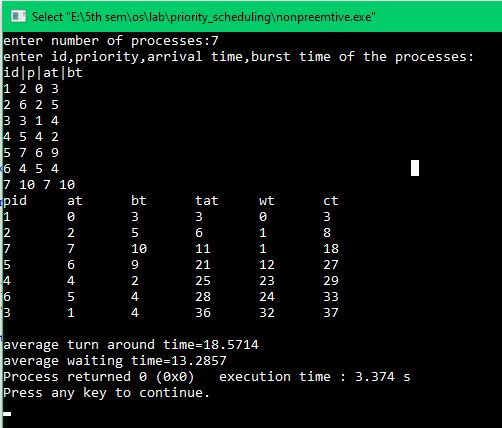 Select "E:\5th sem\os\lab\priority_scheduling\nonpreemtive.exe"
enter number of processes:7
enter id,priority,arrival time,burst time of the processes:
id|p|at|bt
1 2 0 3
2 6 2 5
3 3 1 4
4 5 4 2
5 7 6 9
6 4 5 4
7 10 7 10
pid at bt tat wt ct
1 0 3 3 0 3
2 2 5 6 1 8
7 7 10 11 1 18
5 6 9 21 12 27
4 4 2 25 23 29
6 5 4 28 24 33
3 1 4 36 32 37
average turn around time=18.5714
average waiting time=13.2857
Process returned 0 (0x0) execution time : 3.374 s
Press any key to continue.